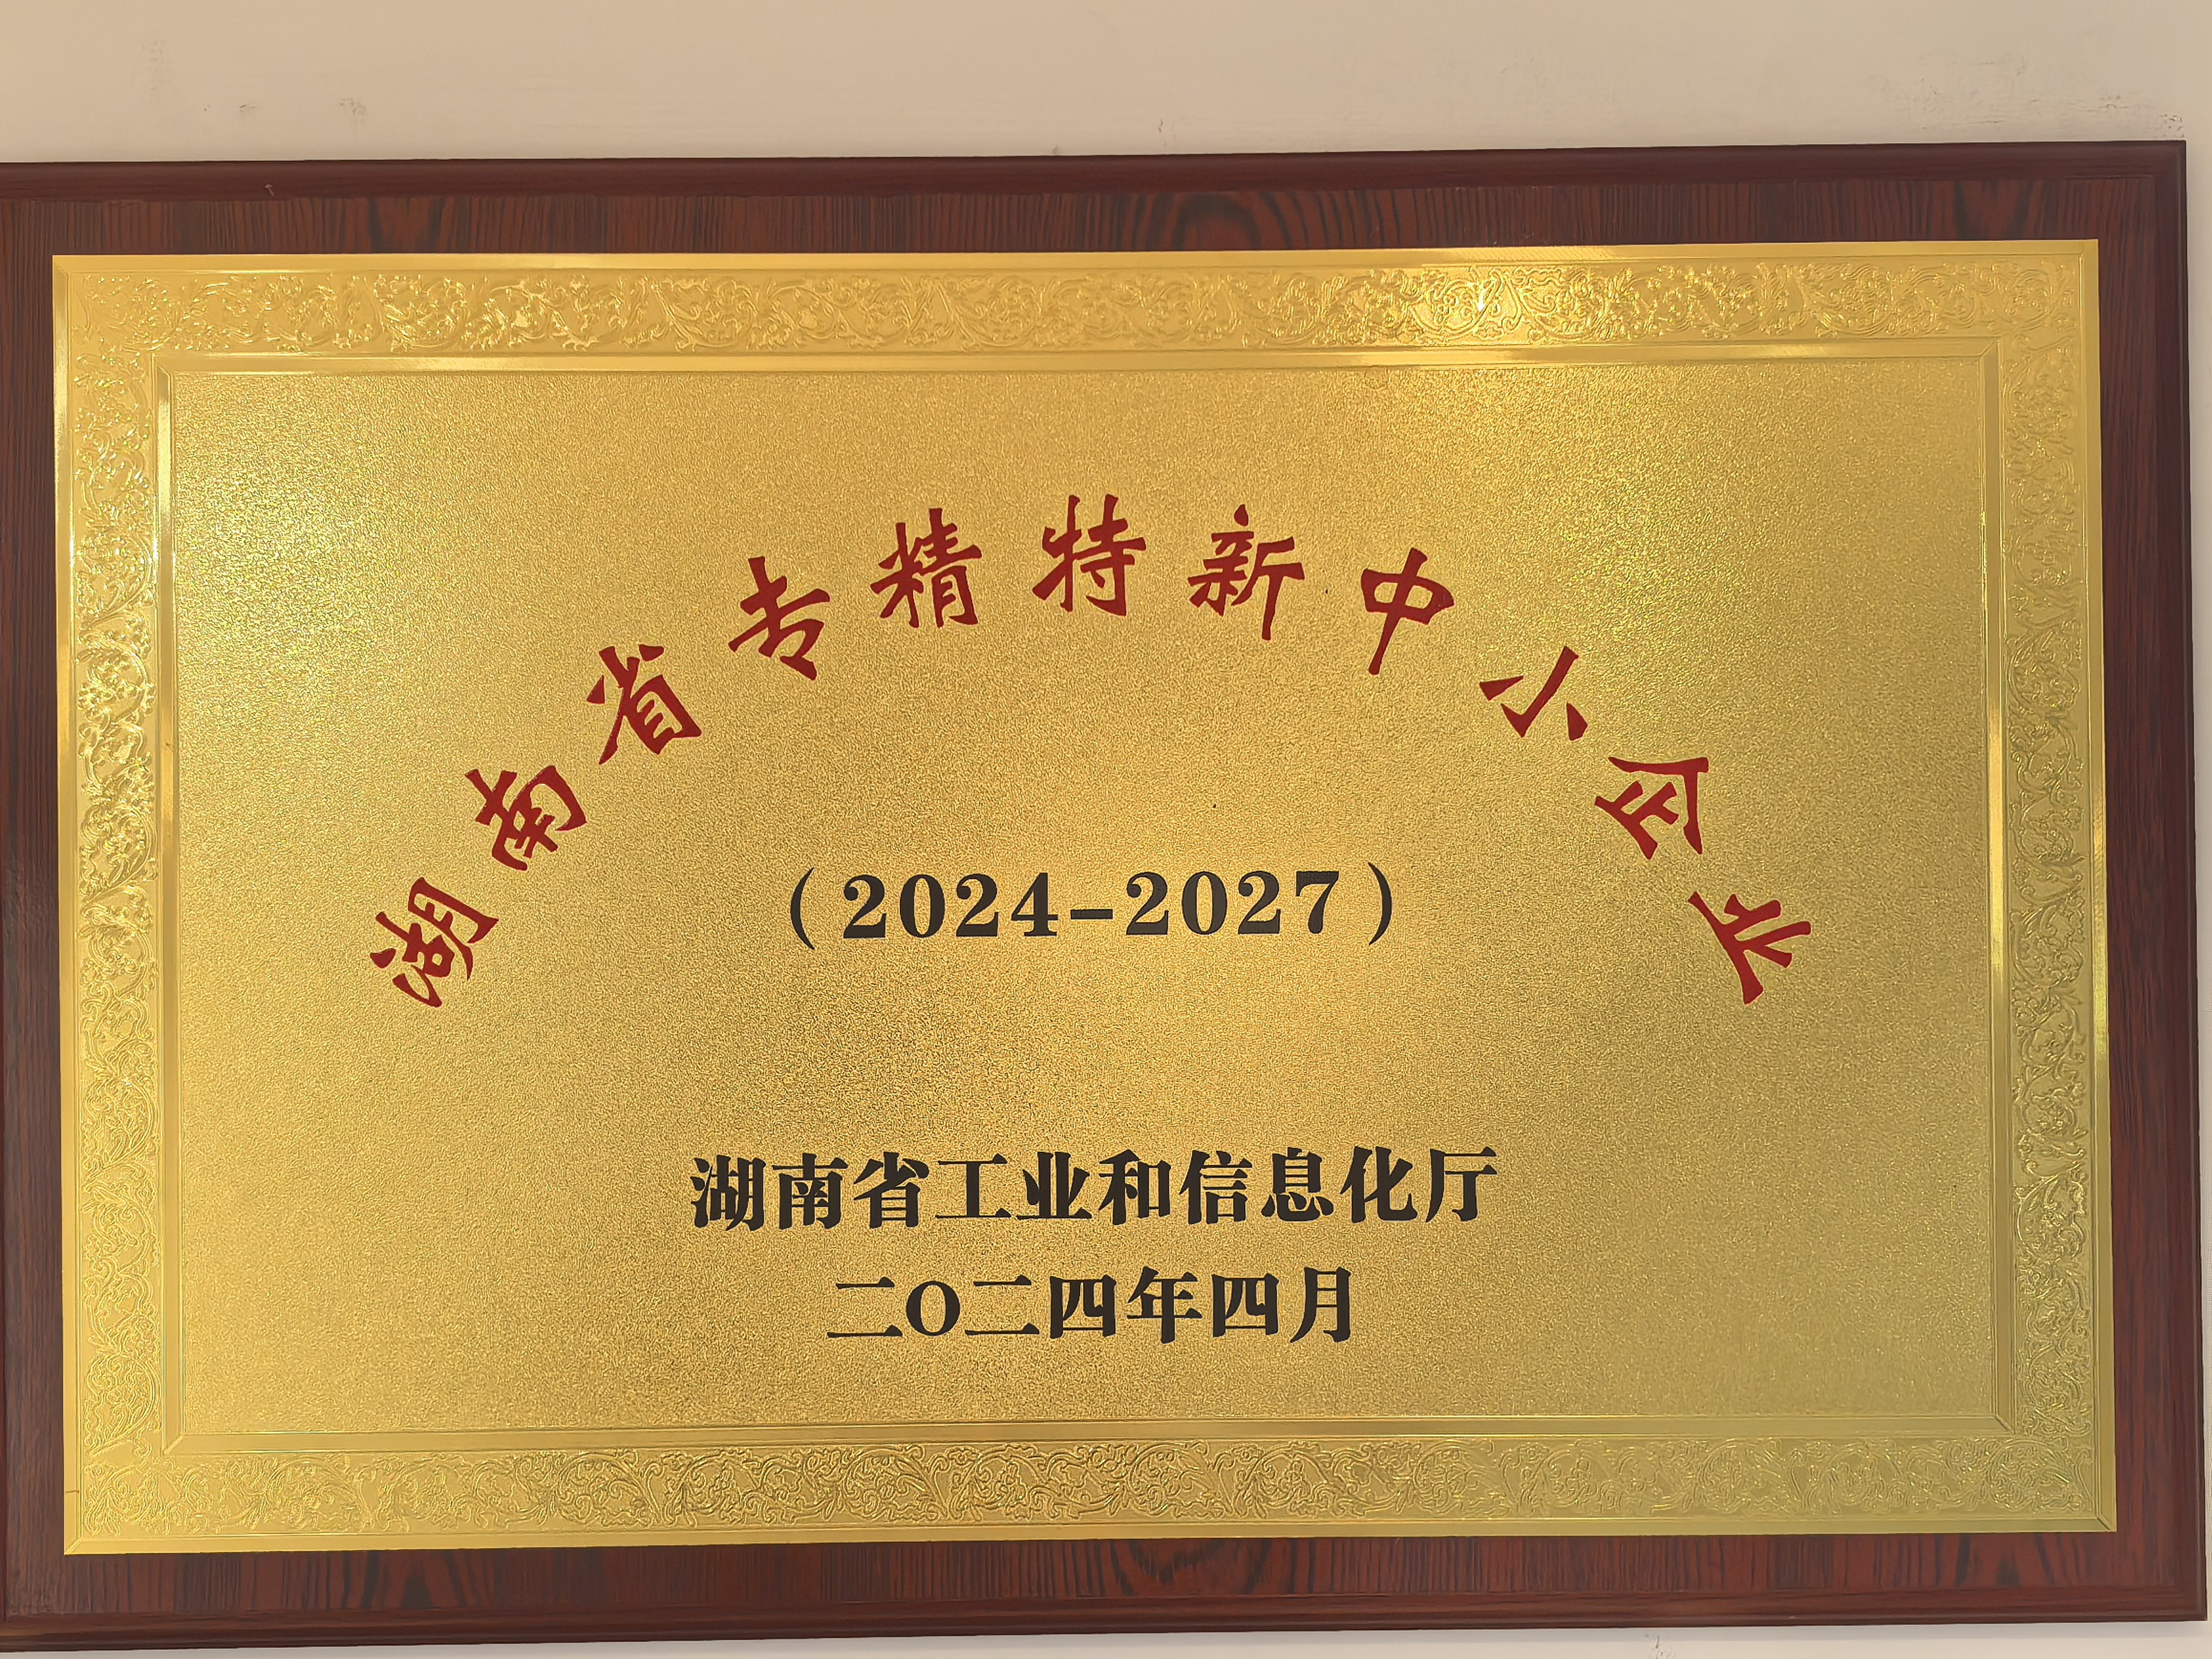 湖南省专精特新中小企业
（2024-2027）
湖南省工业和信息化厅
二O二四年四月